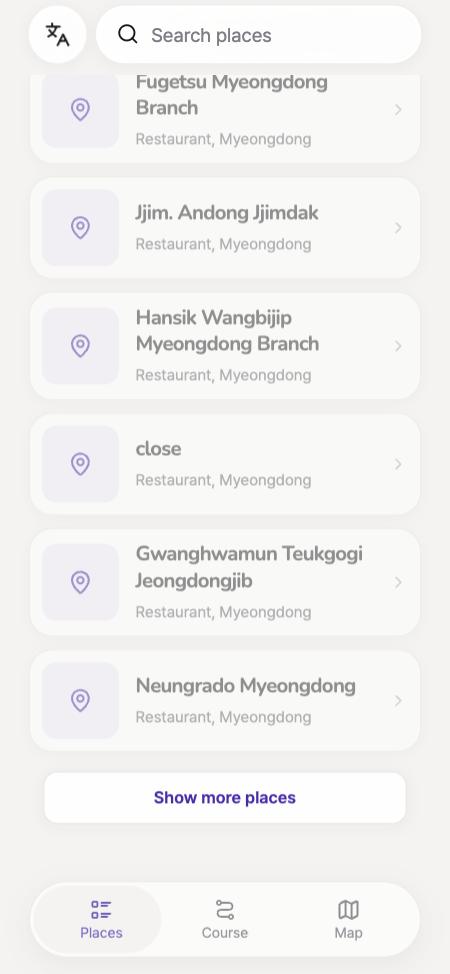 Search places
Fugetsu Myeongdong
Branch
Restaurant, Myeongdong
Jjim. Andong Jjimdak
Restaurant, Myeongdong
Hansik Wangbijip
Myeongdong Branch
Restaurant, Myeongdong
close
Restaurant, Myeongdong
Gwanghwamun Teukgogi
Jeongdongjib
Restaurant, Myeongdong
Neungrado Myeongdong
Restaurant, Myeongdong
Show more places
Places
Course
Map